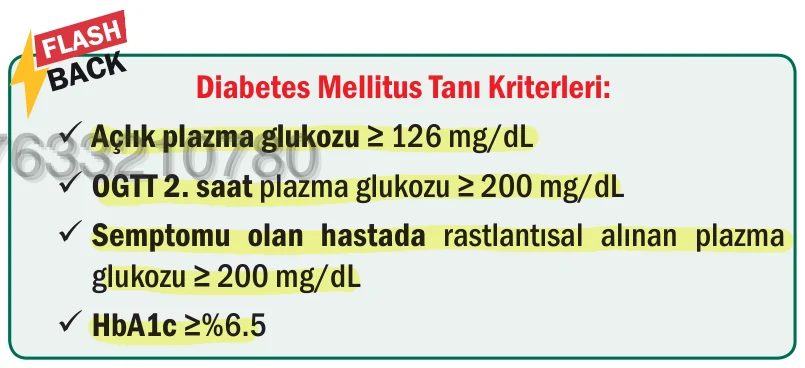 FLASH
BACK
Diabetes Mellitus Tanı Kriterleri:
✓ Açlık plazma glukozu ≥ 126 mg/dL
7633210780
✓ OGTT 2. saat plazma glukozu ≥ 200 mg/dL
✓ Semptomu olan hastada rastlantısal alınan plazma
glukozu ≥ 200 mg/dL
✓ HbA1c ≥%6.5